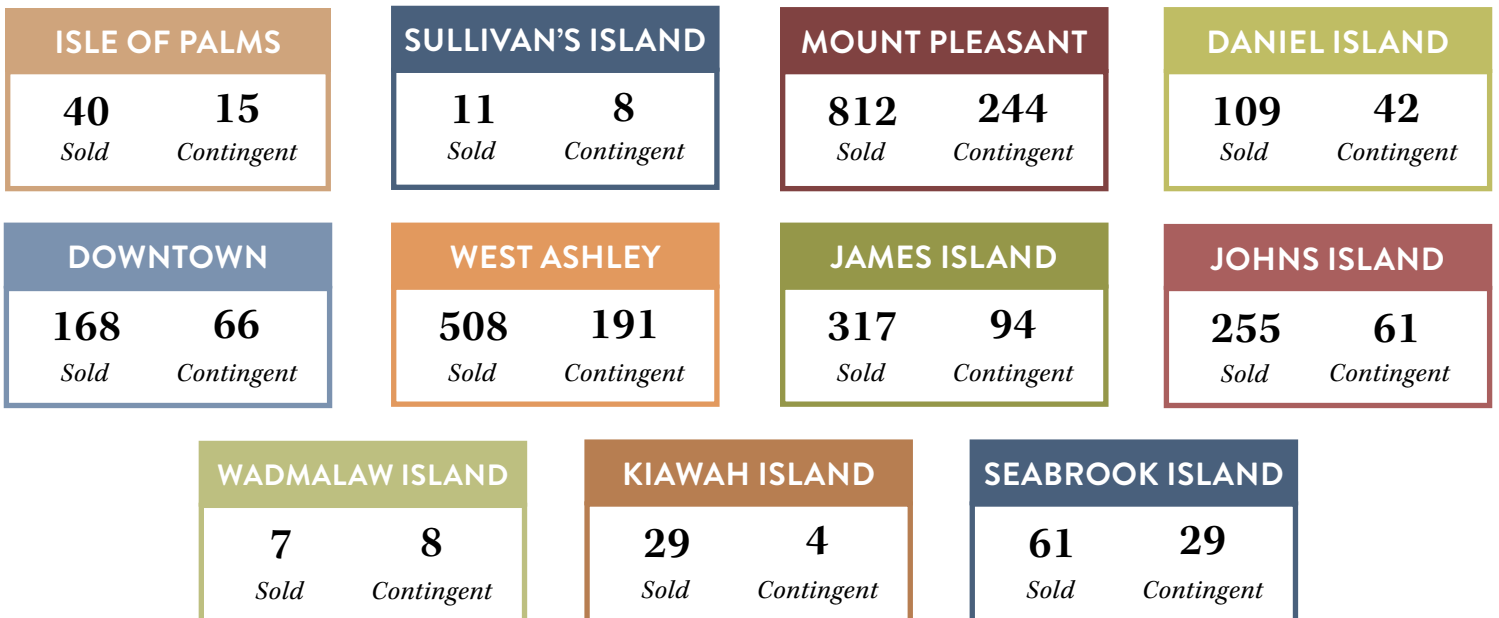 ISLE OF PALMS
40 15
Sold Contingent
SULLIVAN’S ISLAND
11 8
Sold Contingent
MOUNT PLEASANT
812 244
Sold Contingent
DANIEL ISLAND
109 42
Sold Contingent
DOWNTOWN
168 66
Sold Contingent
WEST ASHLEY
508 191
Sold Contingent
JAMES ISLAND
317 94
Sold Contingent
JOHNS ISLAND
255 61
Sold Contingent
WADMALAW ISLAND
7 8
Sold Contingent
KIAWAH ISLAND
29 4
Sold Contingent
SEABROOK ISLAND
61 29
Sold Contingent